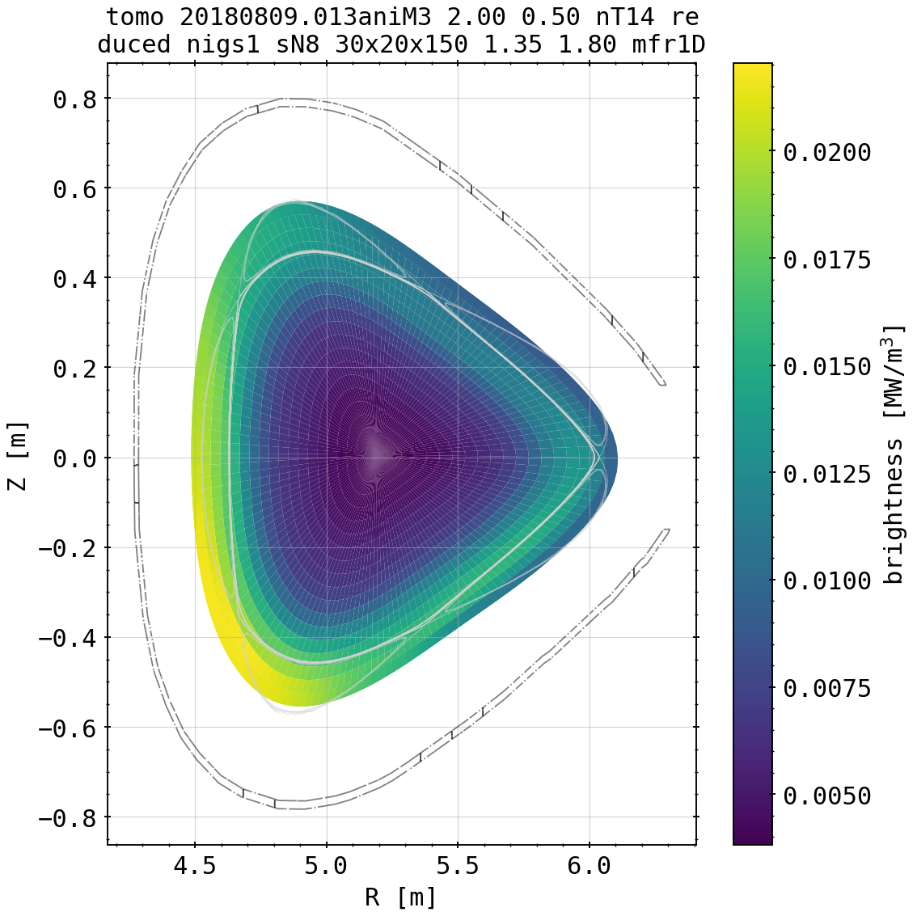 tomo 20180809.013aniM3 2.00 0.50 nT14 re
duced nigs1 sN8 30x20x150 1.35 1.80 mfr1D
0.8
0.6
0.4
0.2
0.0
−0.2
−0.4
−0.6
−0.8
Z [m]
4.5 5.0 5.5 6.0
R [m]
0.0200
0.0175
0.0150
0.0125
0.0100
0.0075
0.0050
brightness [MW/m³]